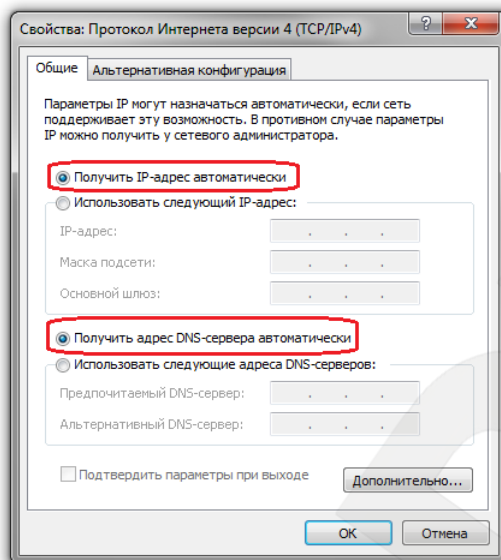 Свойства: Протокол Интернета версии 4 (TCP/IPv4)
Общие Альтернативная конфигурация
Параметры IP могут назначаться автоматически, если сеть
поддерживает эту возможность. В противном случае параметры
IP можно получить у сетевого администратора.
Получить IP-адрес автоматически
Использовать следующий IP-адрес:
IP-адрес:
Маска подсети:
Основной шлюз:
Получить адрес DNS-сервера автоматически
Использовать следующие адреса DNS-серверов:
Предпочитаемый DNS-сервер:
Альтернативный DNS-сервер:
Подтвердить параметры при выходе
Дополнительно...
ОК Отмена